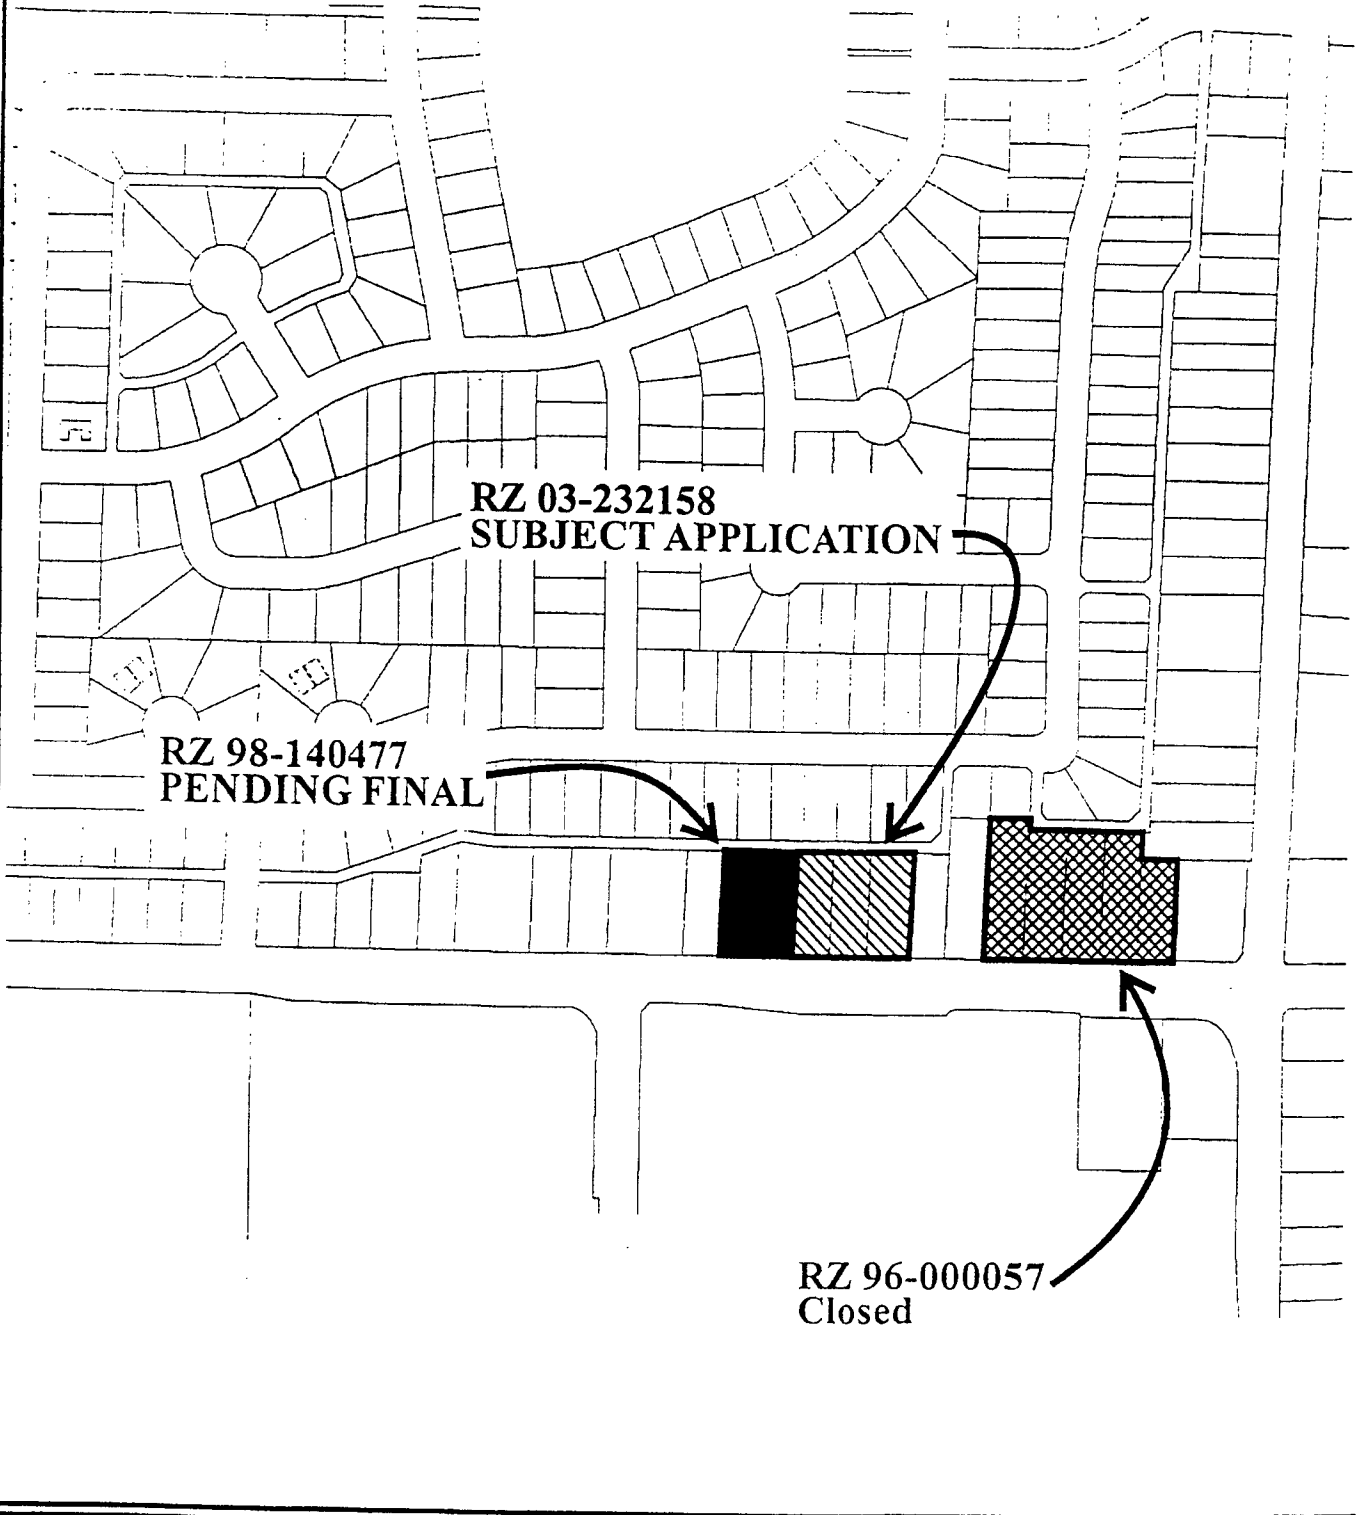 RZ 03-232158
SUBJECT APPLICATION
RZ 98-140477
PENDING FINAL
RZ 96-000057
Closed